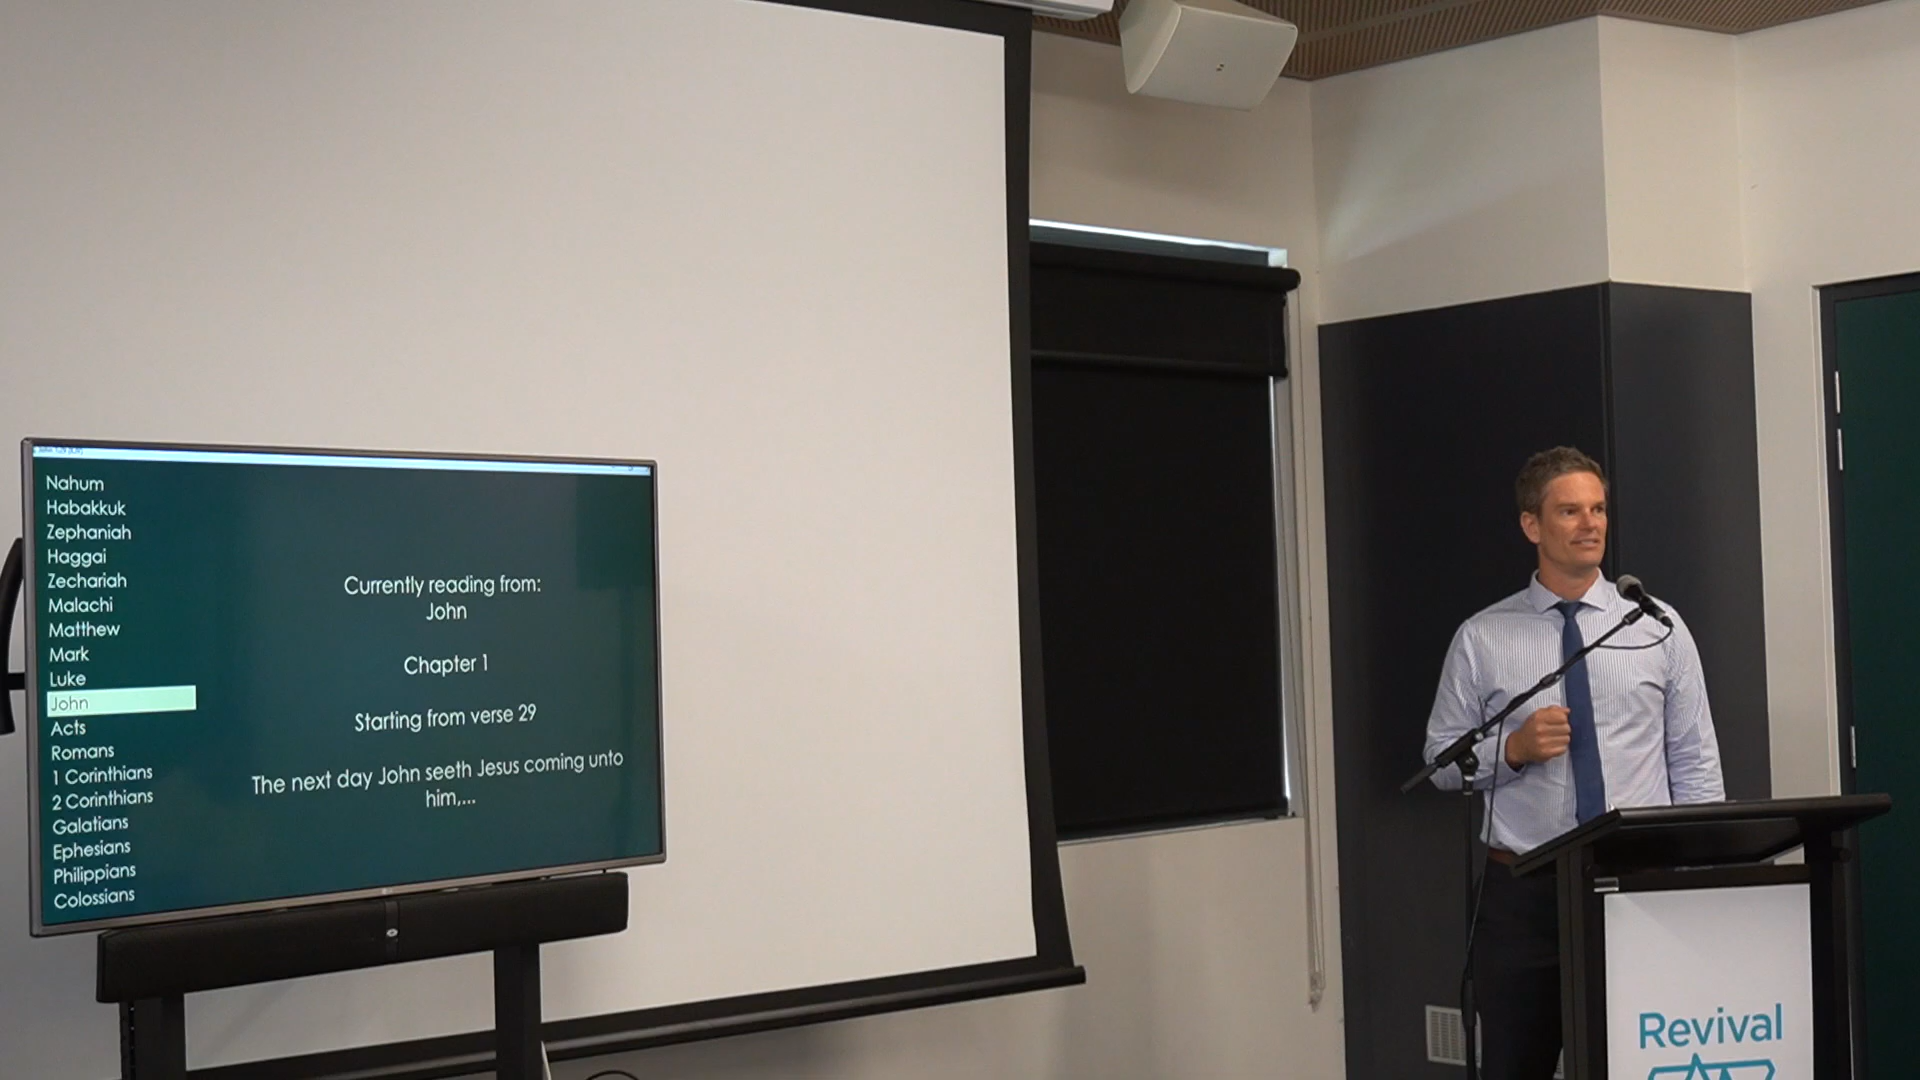 Nahum
Habakkuk
Zephaniah
Haggai
Zechariah
Malachi
Matthew
Mark
Luke
John
Acts
Romans
1 Corinthians
2 Corinthians
Galatians
Ephesians
Philippians
Colossians
Currently reading from:
John
Chapter 1
Starting from verse 29
The next day John seeth Jesus coming unto
him,...
Revival